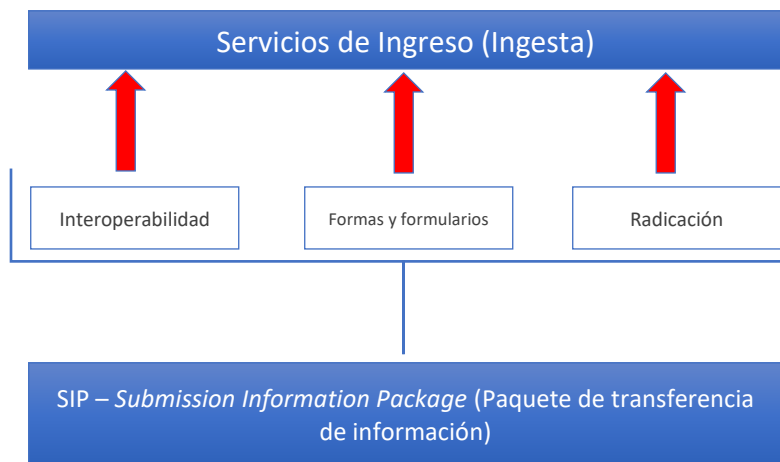 Servicios de Ingreso (Ingesta)
Interoperabilidad
Formas y formularios
Radicación
SIP – Submission Information Package (Paquete de transferencia
de información)